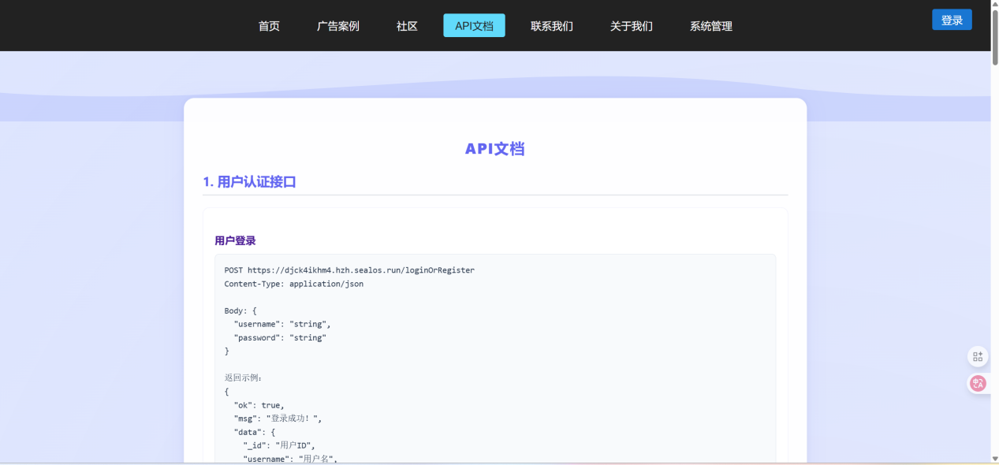 首页 广告案例 社区 API文档 联系我们 关于我们 系统管理 登录
API文档
1. 用户认证接口
用户登录
POST https://djck4ikhm4.hzh.sealos.run/loginOrRegister
Content-Type: application/json
Body: {
"username": "string",
"password": "string"
}
返回示例:
{
"ok": true,
"msg": "登录成功! ",
"data": {
"_id": "用户ID",
"username": "用户名",